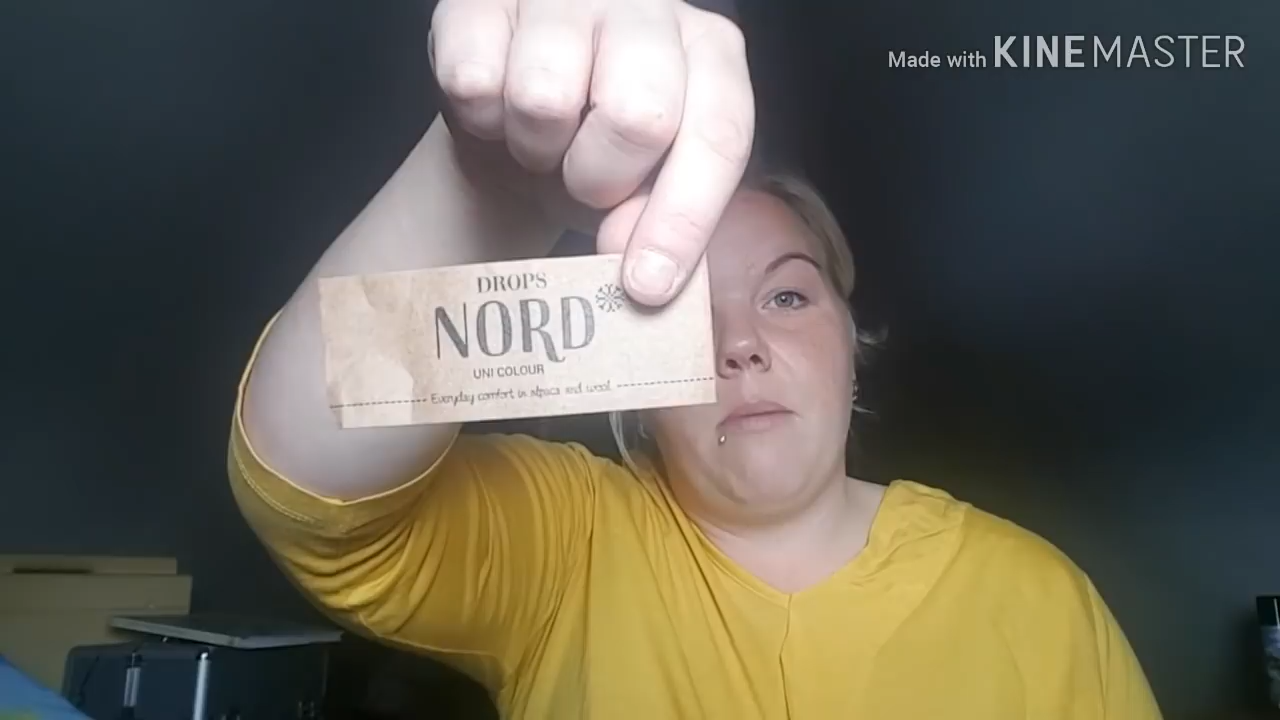 Made with KINEMASTER
DROPS
NORD
UNI COLOUR
Everyday comfort in alpaca and wool